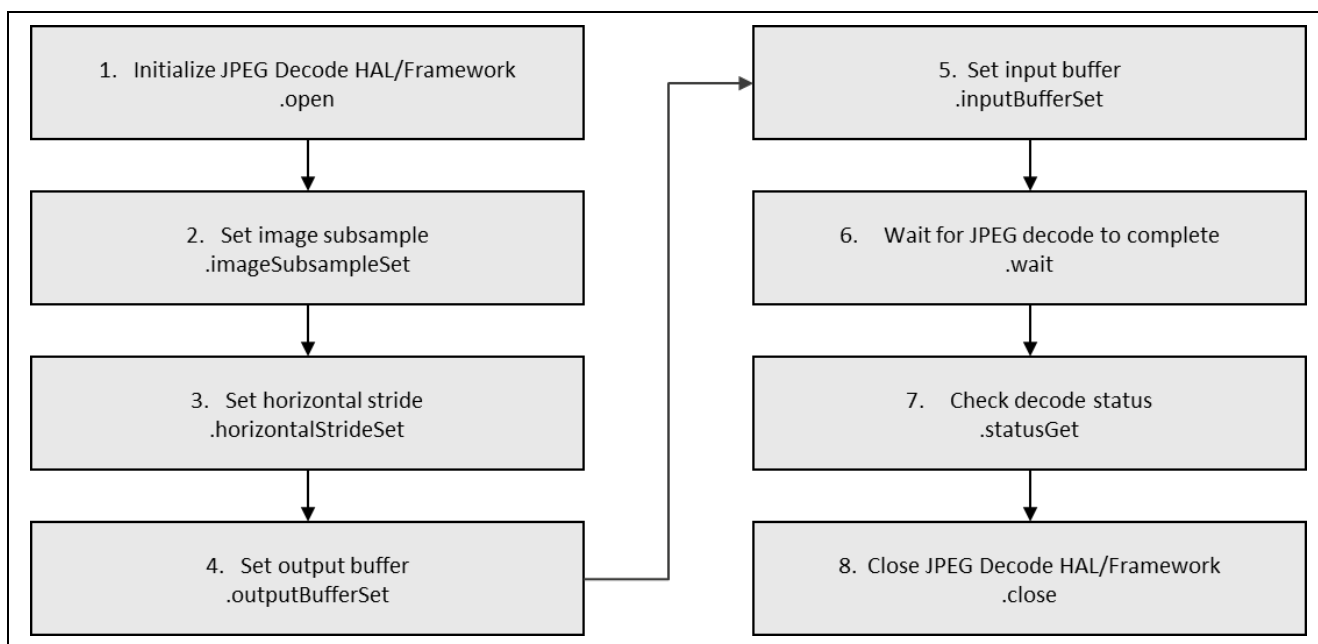 1. Initialize JPEG Decode HAL/Framework
.open
2. Set image subsample
.imageSubsampleSet
3. Set horizontal stride
.horizontalStrideSet
4. Set output buffer
.outputBufferSet
5. Set input buffer
.inputBufferSet
6. Wait for JPEG decode to complete
.wait
7. Check decode status
.statusGet
8. Close JPEG Decode HAL/Framework
.close